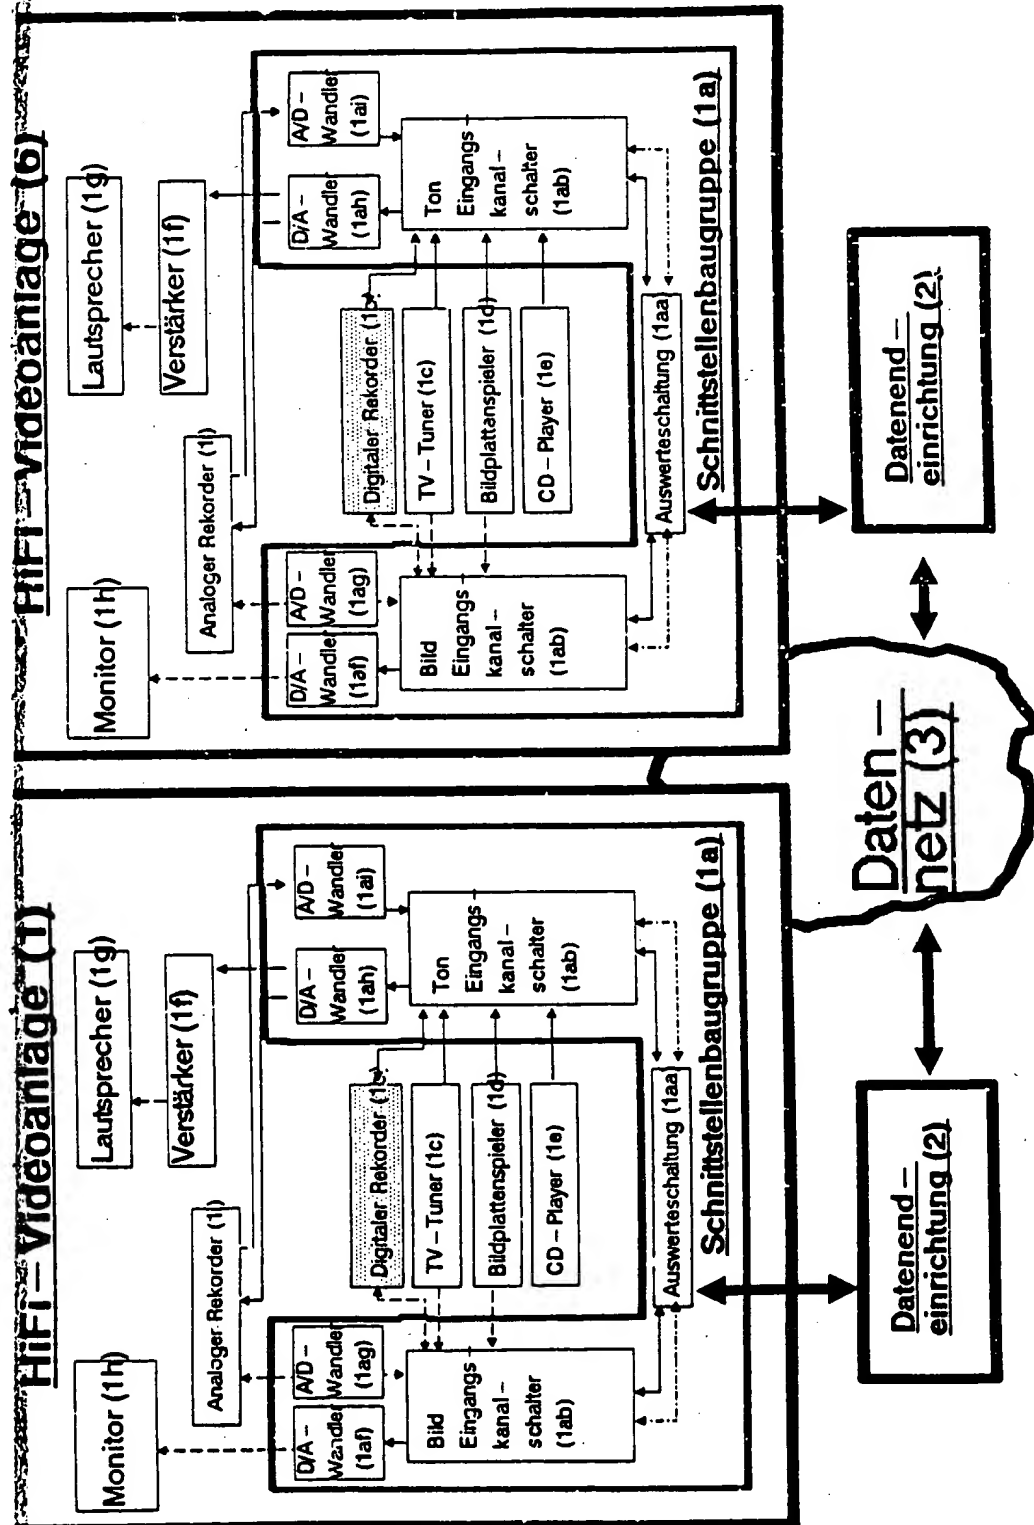 HiFi–Videoanlage (1)
Monitor (1h)
Lautsprecher (1g)
Verstärker (1f)
Analoger Rekorder (1i)
D/A –
Wandler
(1af)
A/D –
Wandler
(1ag)
D/A –
Wandler
(1ah)
A/D –
Wandler
(1ai)
Digitaler Rekorder (1b)
TV–Tuner (1c)
Bildplattenspieler (1d)
CD–Player (1e)
Bild
Eingangs–
kanal–
schalter
(1ab)
Ton
Eingangs–
kanal–
schalter
(1ab)
Auswerteschaltung (1aa)
Schnittstellenbaugruppe (1a)
Datenend–
einrichtung (2)
HiFi–Videoanlage (6)
Monitor (1h)
Lautsprecher (1g)
Verstärker (1f)
Analoger Rekorder (1i)
D/A –
Wandler
(1af)
A/D –
Wandler
(1ag)
D/A –
Wandler
(1ah)
A/D –
Wandler
(1ai)
Digitaler Rekorder (1b)
TV–Tuner (1c)
Bildplattanspieler (1d)
CD–Player (1e)
Bild
Eingangs–
kanal–
schalter
(1ab)
Ton
Eingangs–
kanal–
schalter
(1ab)
Auswerteschaltung (1aa)
Schnittstellenbaugruppe (1a)
Datenend–
einrichtung (2)
Daten–
netz (3)